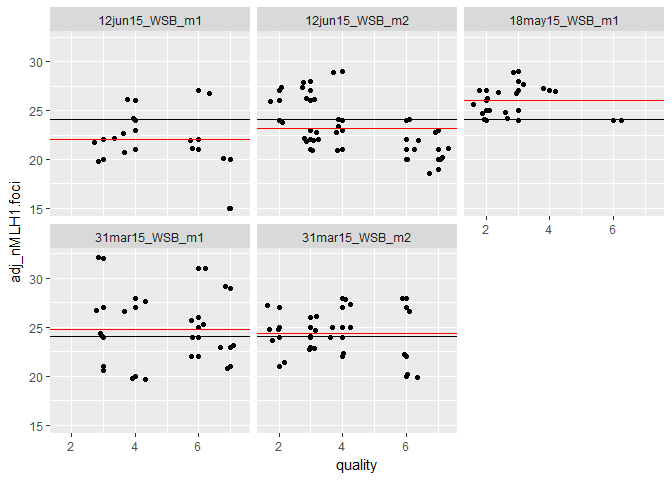 12jun15_WSB_m1
12jun15_WSB_m2
18may15_WSB_m1
30
25
20
15
2 4 6
31mar15_WSB_m1
31mar15_WSB_m2
30
25
20
15
2 4 6
2 4 6
adj_nMLH1.foci
quality